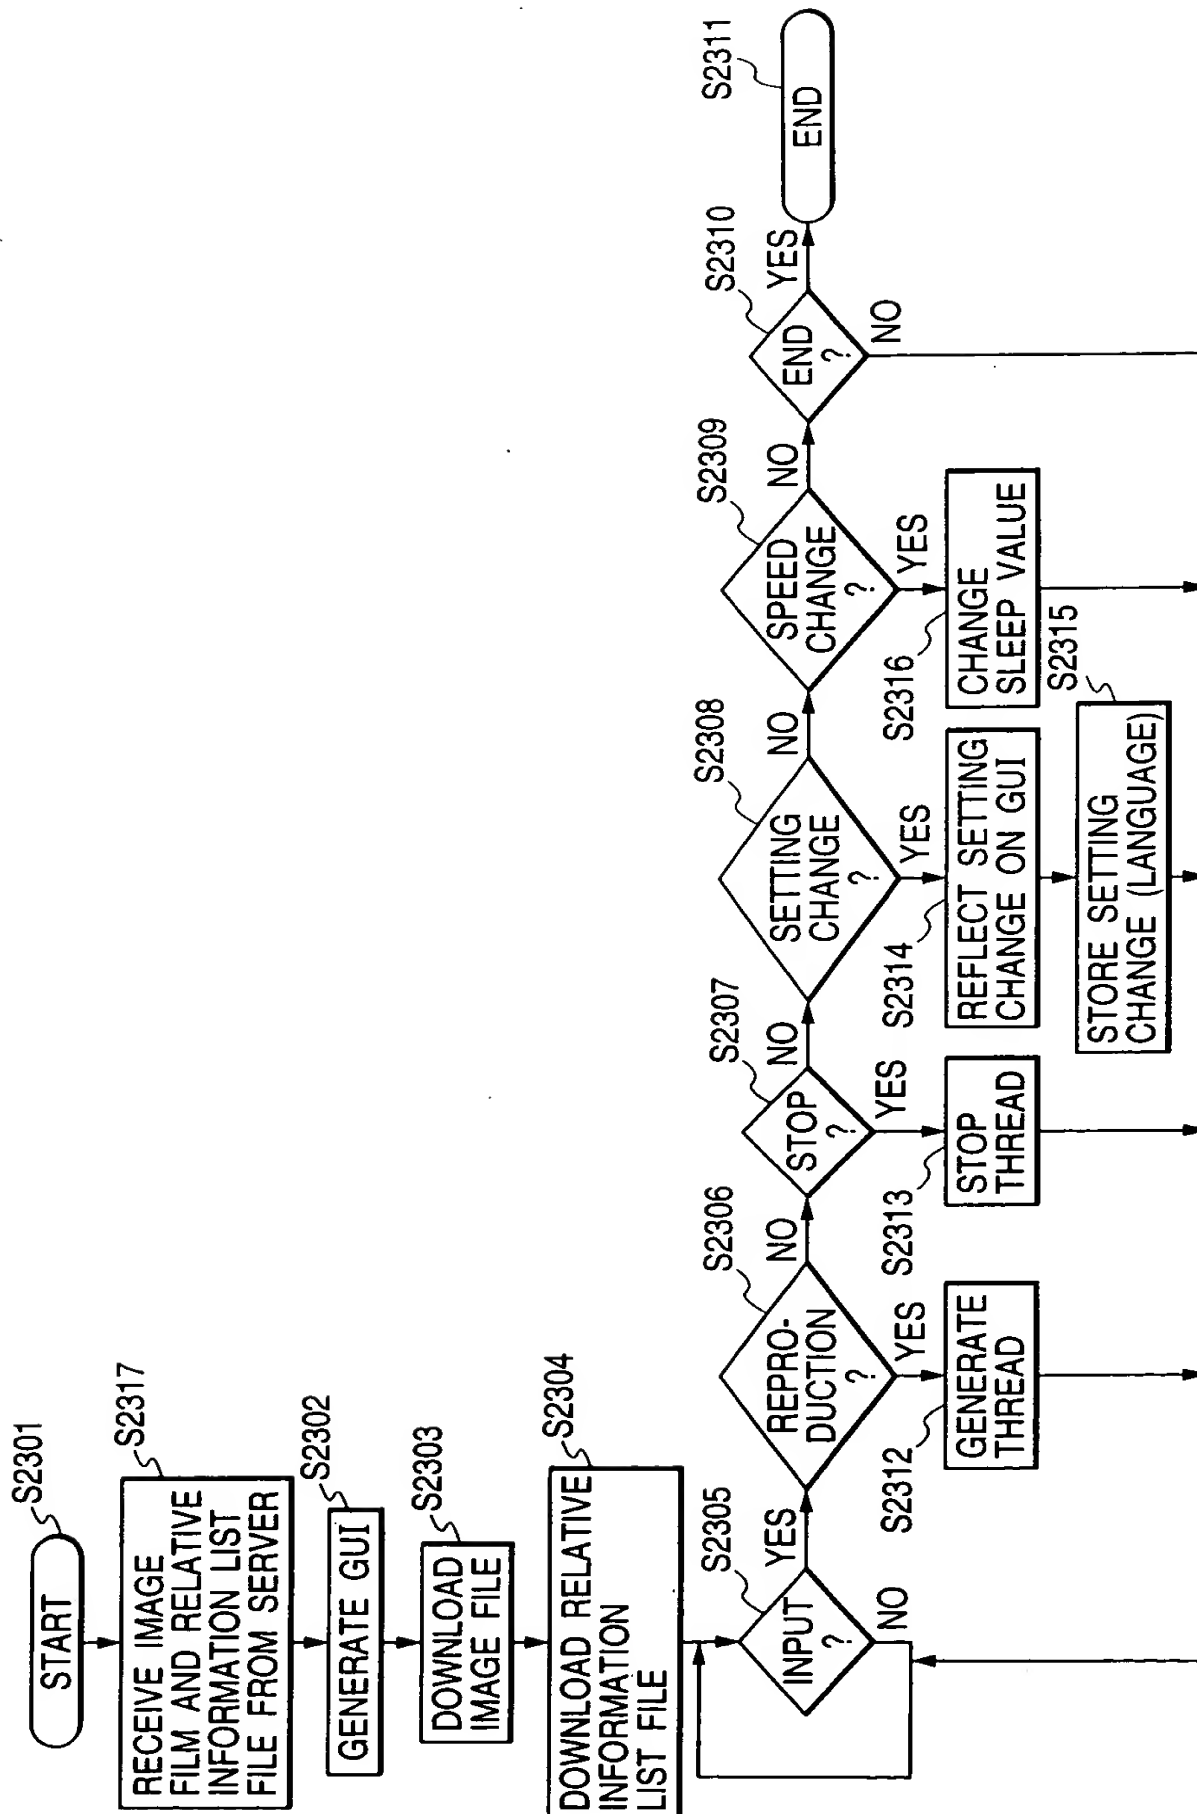 S2301
START
S2317
RECEIVE IMAGE
FILM AND RELATIVE
INFORMATION LIST
FILE FROM SERVER
S2302
GENERATE GUI
S2303
DOWNLOAD
IMAGE FILE
S2304
DOWNLOAD RELATIVE
INFORMATION
LIST FILE
S2305
INPUT
?
YES
NO
S2306
REPRO-
DUCTION
?
NO
YES
S2312
GENERATE
THREAD
S2307
STOP
?
NO
YES
S2313
STOP
THREAD
S2308
SETTING
CHANGE
?
NO
YES
S2314
REFLECT SETTING
CHANGE ON GUI
S2315
STORE SETTING
CHANGE (LANGUAGE)
S2309
SPEED
CHANGE
?
NO
YES
S2316
CHANGE
SLEEP VALUE
S2310
END
?
YES
NO
S2311
END